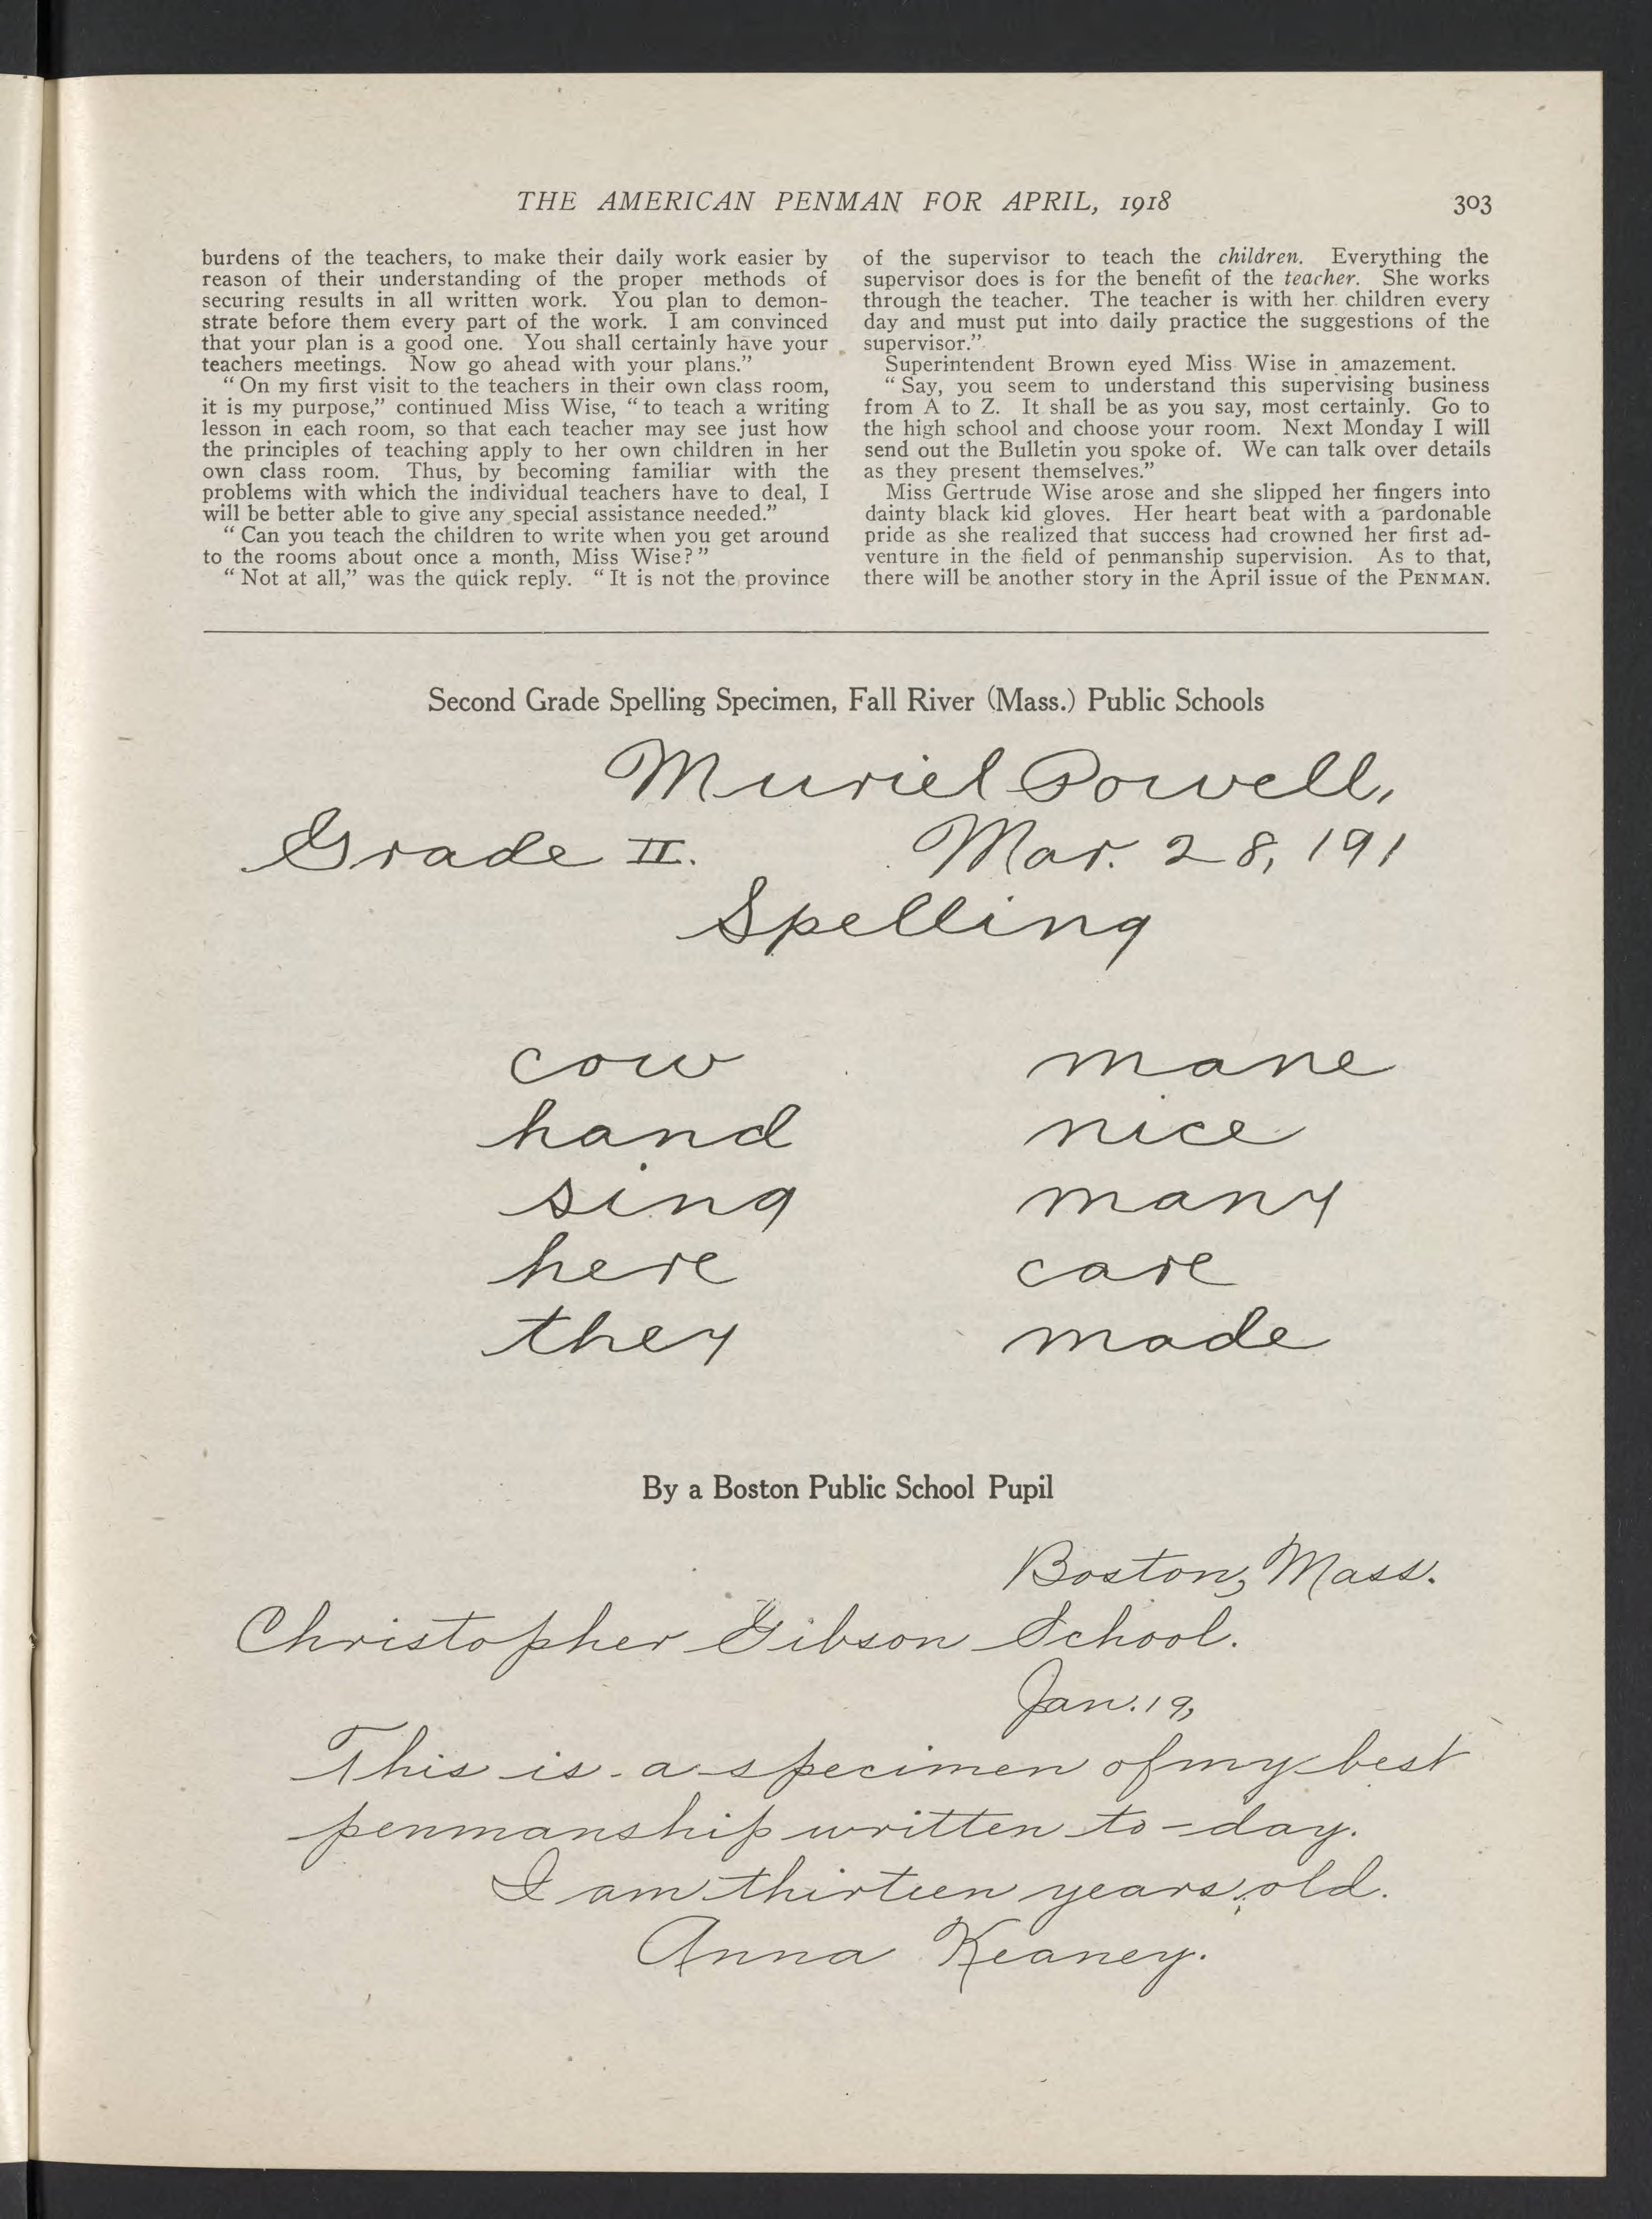 THE AMERICAN PENMAN FOR APRIL, 1918 303
burdens of the teachers, to make their daily work easier by
reason of their understanding of the proper methods of
securing results in all written work. You plan to demon-
strate before them every part of the work. I am convinced
that your plan is a good one. You shall certainly have your
teachers meetings. Now go ahead with your plans.”
“ On my first visit to the teachers in their own class room,
it is my purpose,” continued Miss Wise, “ to teach a writing
lesson in each room, so that each teacher may see just how
the principles of teaching apply to her own children in her
own class room. Thus, by becoming familiar with the
problems with which the individual teachers have to deal, I
will be better able to give any special assistance needed.”
“ Can you teach the children to write when you get around
to the rooms about once a month, Miss Wise? ”
“ Not at all,” was the quick reply. “ It is not the province
of the supervisor to teach the children. Everything the
supervisor does is for the benefit of the teacher. She works
through the teacher. The teacher is with her children every
day and must put into daily practice the suggestions of the
supervisor.”
Superintendent Brown eyed Miss Wise in amazement.
“ Say, you seem to understand this supervising business
from A to Z. It shall be as you say, most certainly. Go to
the high school and choose your room. Next Monday I will
send out the Bulletin you spoke of. We can talk over details
as they present themselves.”
Miss Gertrude Wise arose and she slipped her fingers into
dainty black kid gloves. Her heart beat with a pardonable
pride as she realized that success had crowned her first ad-
venture in the field of penmanship supervision. As to that,
there will be another story in the April issue of the PENMAN.
Second Grade Spelling Specimen, Fall River (Mass.) Public Schools
Muriel Powell,
Grade II. Mar. 28, 191
Spelling
cow mane
hand nice
sing many
here care
they made
By a Boston Public School Pupil
Boston, Mass.
Christopher Gibson School.
Jan. 19,
This is a specimen of my best
penmanship written to-day.
I am thirteen years old.
Anna Keaney.